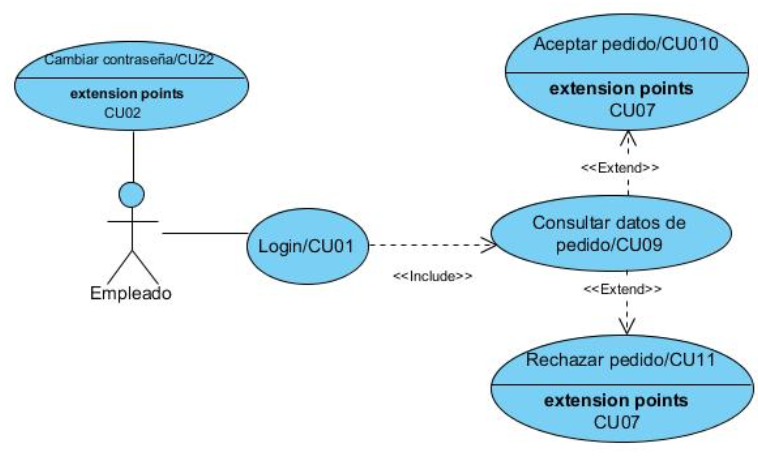 Cambiar contraseña/CU22
extension points
CU02
Empleado
Login/CU01
<<Include>>
Aceptar pedido/CU010
extension points
CU07
<<Extend>>
Consultar datos de
pedido/CU09
<<Extend>>
Rechazar pedido/CU11
extension points
CU07